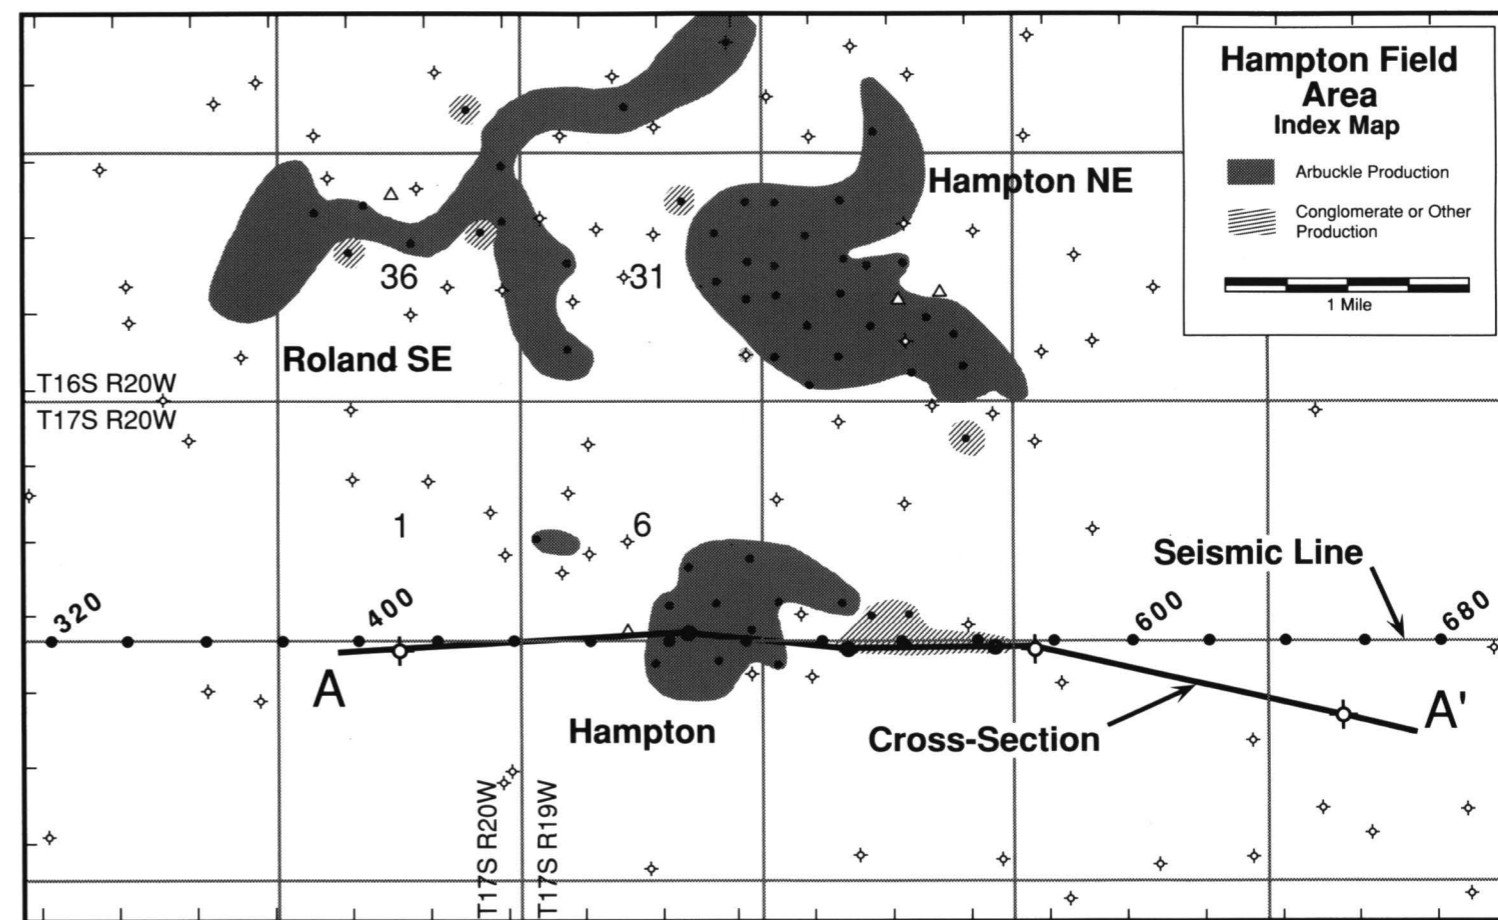 Hampton Field
Area
Index Map
Arbuckle Production
Conglomerate or Other
Production
1 Mile
Hampton NE
36
31
Roland SE
T16S R20W
T17S R20W
1
6
Seismic Line
320
400
600
680
A
A'
Hampton
Cross-Section
T17S R20W
T17S R19W